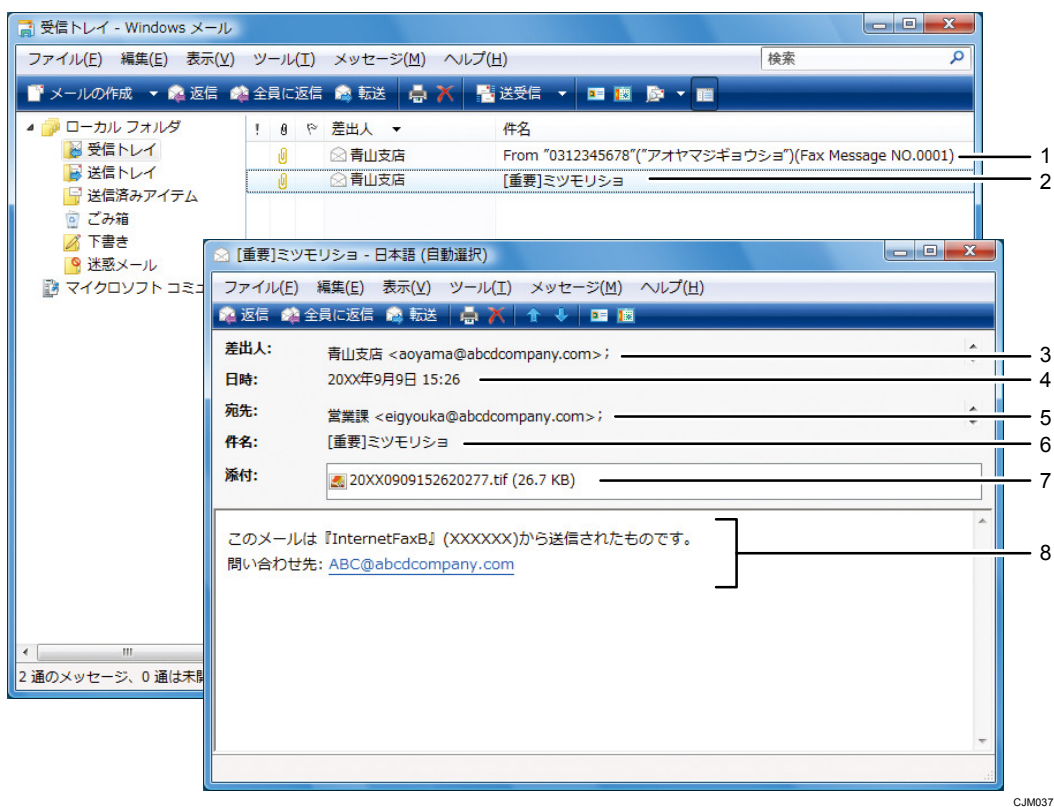 受信トレイ - Windows メール
ファイル(F) 編集(E) 表示(V) ツール(T) メッセージ(M) ヘルプ(H) 検索
メールの作成 返信 全員に返信 転送 送受信
ローカル フォルダ
受信トレイ
送信トレイ
送信済みアイテム
ごみ箱
下書き
迷惑メール
マイクロソフト コミュ
! 差出人 件名
青山支店 From "0312345678"("アオヤマジギョウショ")(Fax Message NO.0001) 1
青山支店 [重要]ミツモリショ 2
2 通のメッセージ、0 通は未開
[重要]ミツモリショ - 日本語 (自動選択)
ファイル(F) 編集(E) 表示(V) ツール(T) メッセージ(M) ヘルプ(H)
返信 全員に返信 転送
差出人: 青山支店 <aoyama@abcdcompany.com>; 3
日時: 20XX年9月9日 15:26 4
宛先: 営業課 <eigyouka@abcdcompany.com>; 5
件名: [重要]ミツモリショ 6
添付: 20XX0909152620277.tif (26.7 KB) 7
このメールは『InternetFaxB』(XXXXXX)から送信されたものです。
問い合わせ先: ABC@abcdcompany.com
8
CJM037